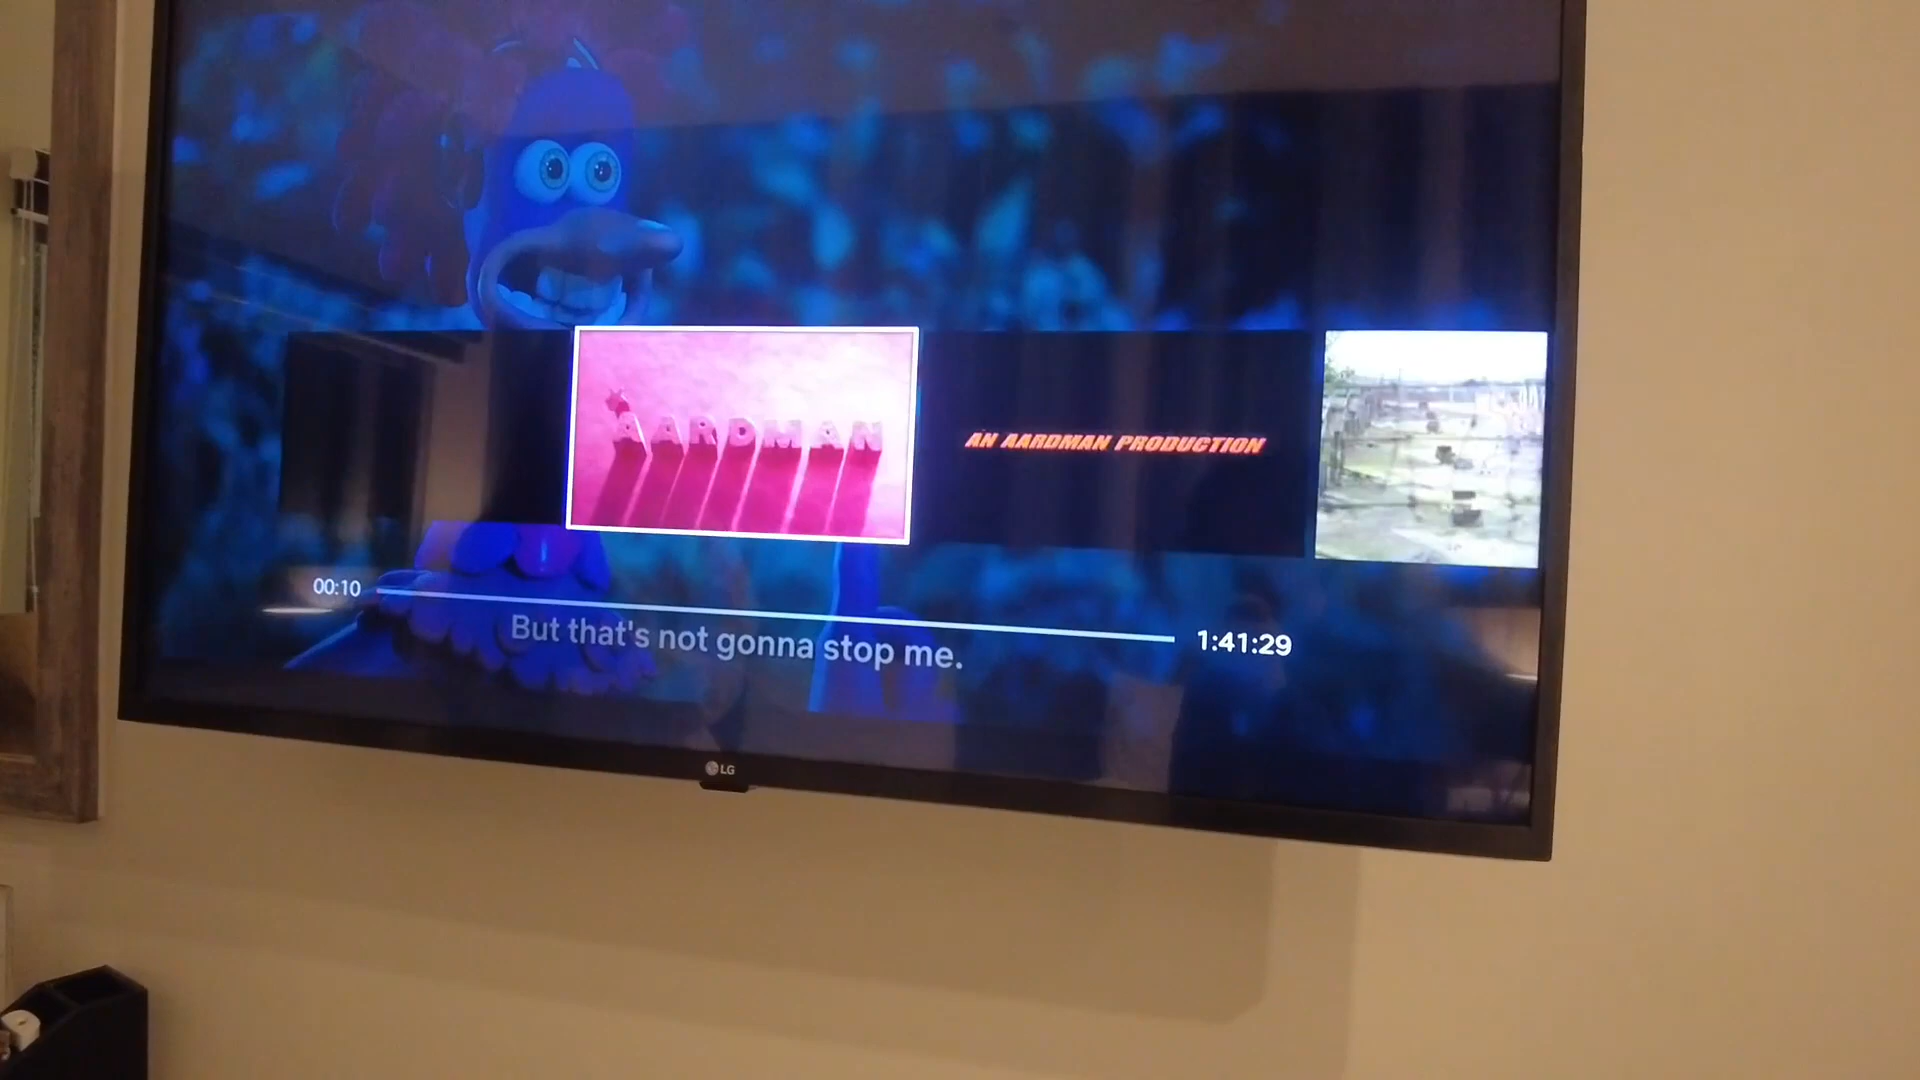 AARDMAN
AN AARDMAN PRODUCTION
00:10
1:41:29
But that's not gonna stop me.
LG